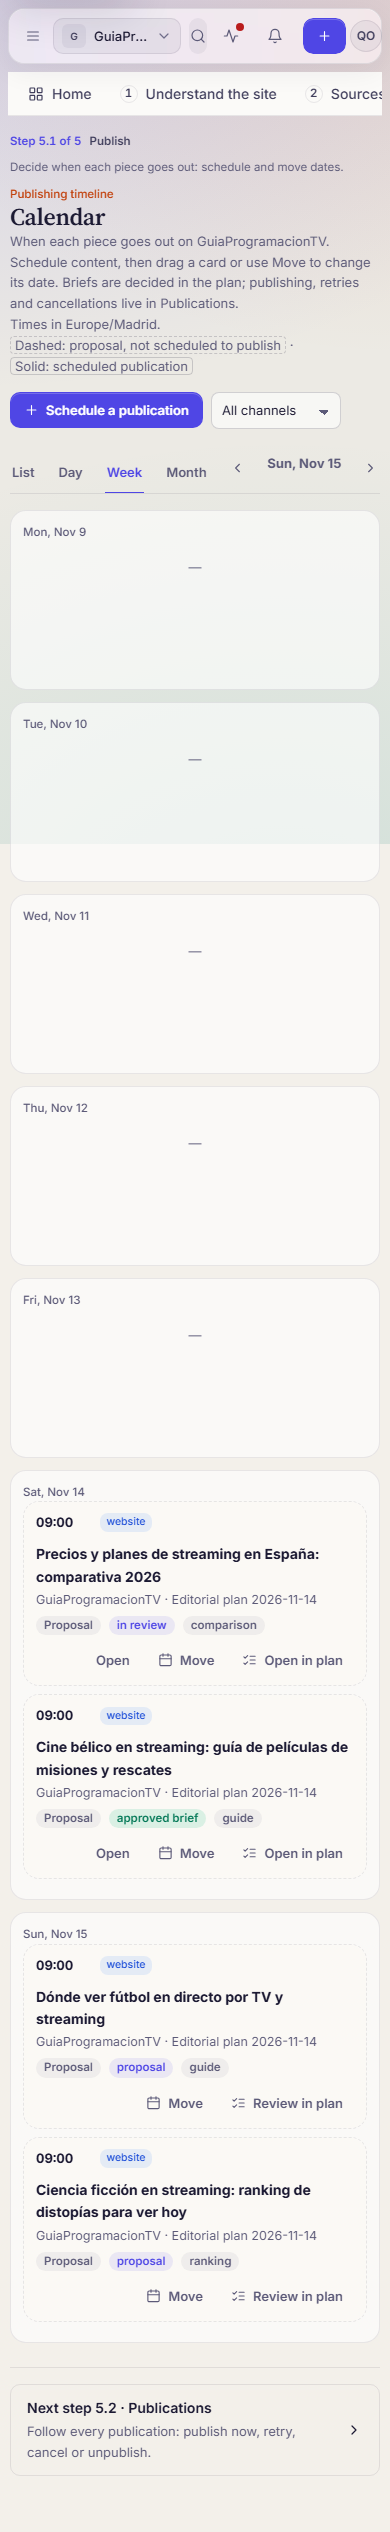 G GuiaPr... QO
Home 1 Understand the site 2 Sources
Step 5.1 of 5 Publish
Decide when each piece goes out: schedule and move dates.
Publishing timeline
Calendar
When each piece goes out on GuiaProgramacionTV.
Schedule content, then drag a card or use Move to change
its date. Briefs are decided in the plan; publishing, retries
and cancellations live in Publications.
Times in Europe/Madrid.
Dashed: proposal, not scheduled to publish ·
Solid: scheduled publication
+ Schedule a publication All channels
List Day Week Month Sun, Nov 15
Mon, Nov 9
—
Tue, Nov 10
—
Wed, Nov 11
—
Thu, Nov 12
—
Fri, Nov 13
—
Sat, Nov 14
09:00 website
Precios y planes de streaming en España:
comparativa 2026
GuiaProgramacionTV · Editorial plan 2026-11-14
Proposal in review comparison
Open Move Open in plan
09:00 website
Cine bélico en streaming: guía de películas de
misiones y rescates
GuiaProgramacionTV · Editorial plan 2026-11-14
Proposal approved brief guide
Open Move Open in plan
Sun, Nov 15
09:00 website
Dónde ver fútbol en directo por TV y
streaming
GuiaProgramacionTV · Editorial plan 2026-11-14
Proposal proposal guide
Move Review in plan
09:00 website
Ciencia ficción en streaming: ranking de
distopías para ver hoy
GuiaProgramacionTV · Editorial plan 2026-11-14
Proposal proposal ranking
Move Review in plan
Next step 5.2 · Publications
Follow every publication: publish now, retry,
cancel or unpublish.